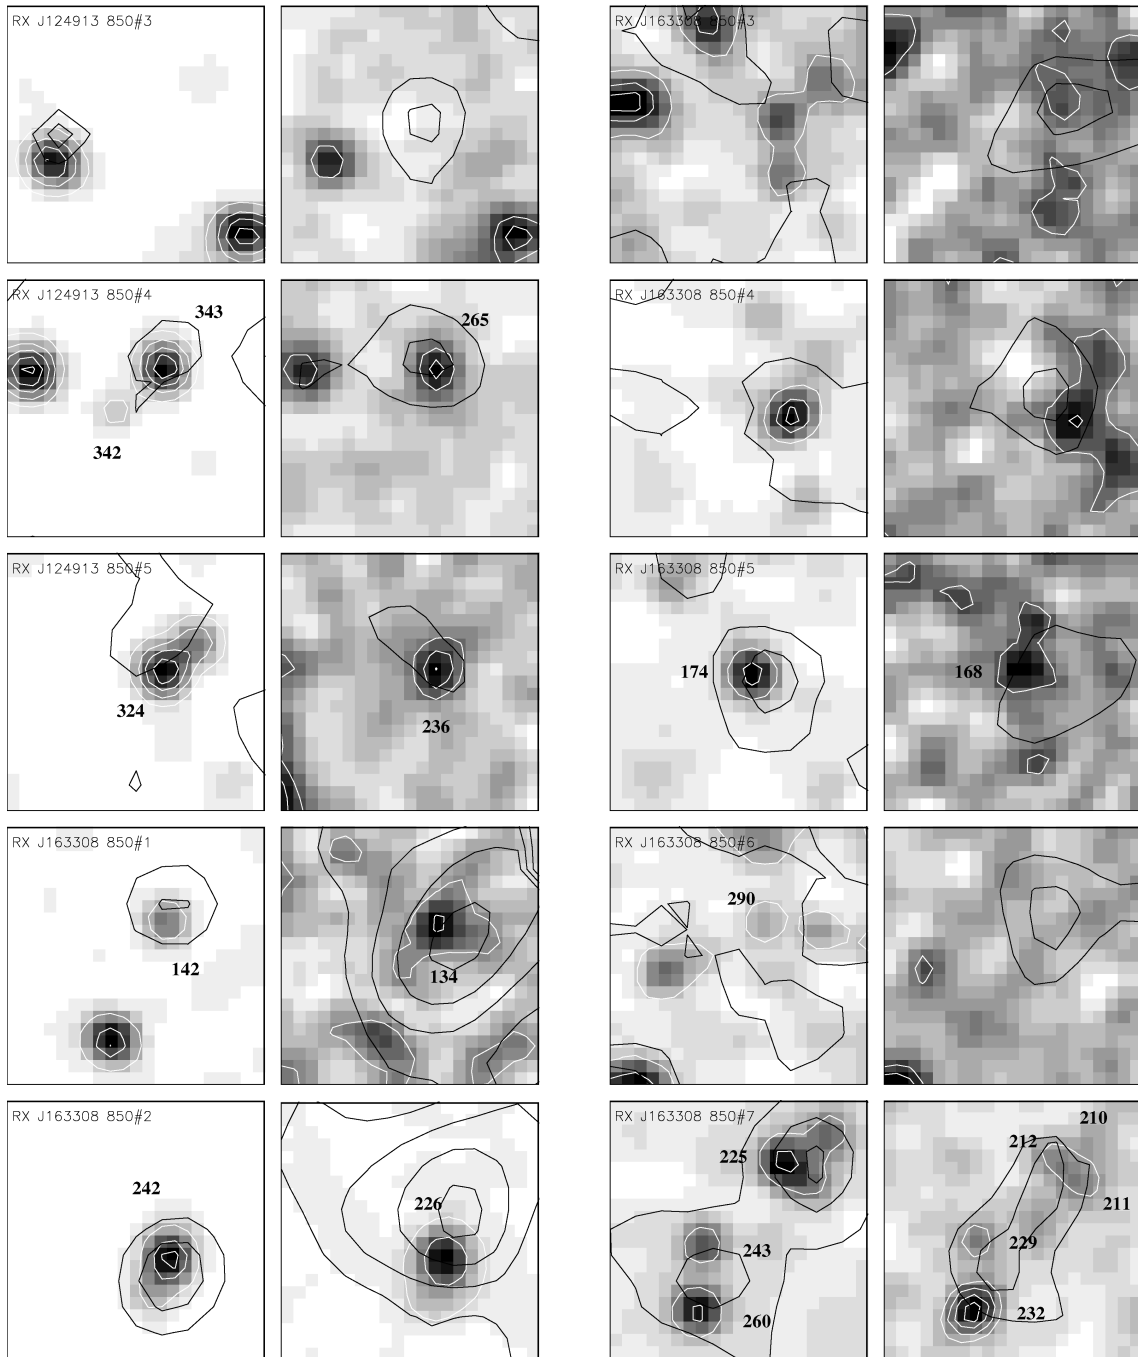 RX J124913 850#3
RX J163308 850#3
RX J124913 850#4
343
265
342
RX J163308 850#4
RX J124913 850#5
324
236
RX J163308 850#5
174
168
RX J163308 850#1
142
134
RX J163308 850#6
290
RX J163308 850#2
242
226
RX J163308 850#7
225
243
260
210
212
211
229
232